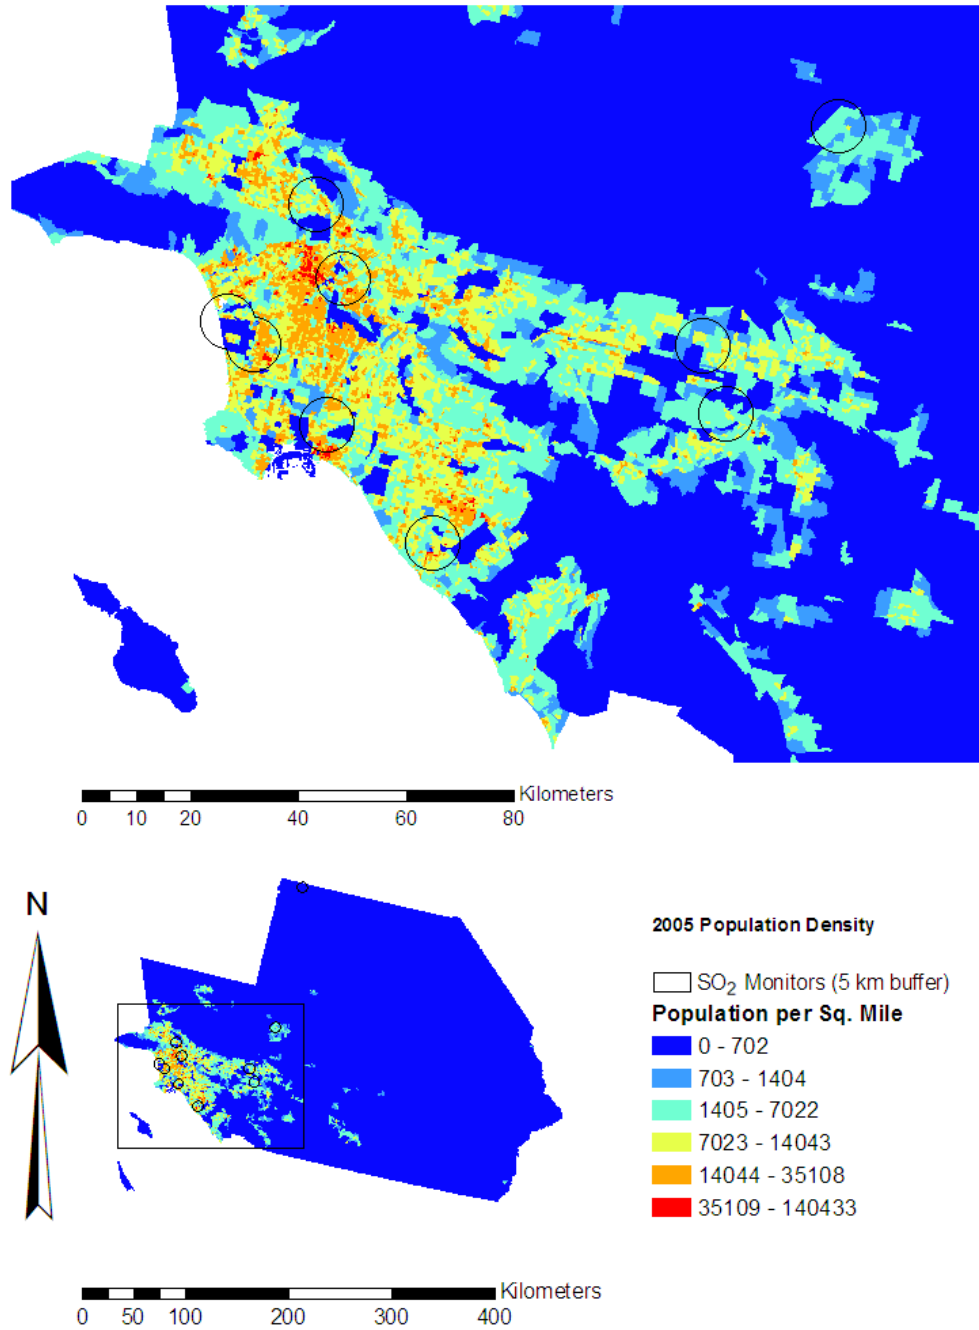 Kilometers
0 10 20 40 60 80
N
2005 Population Density
SO2 Monitors (5 km buffer)
Population per Sq. Mile
0 - 702
703 - 1404
1405 - 7022
7023 - 14043
14044 - 35108
35109 - 140433
Kilometers
0 50 100 200 300 400